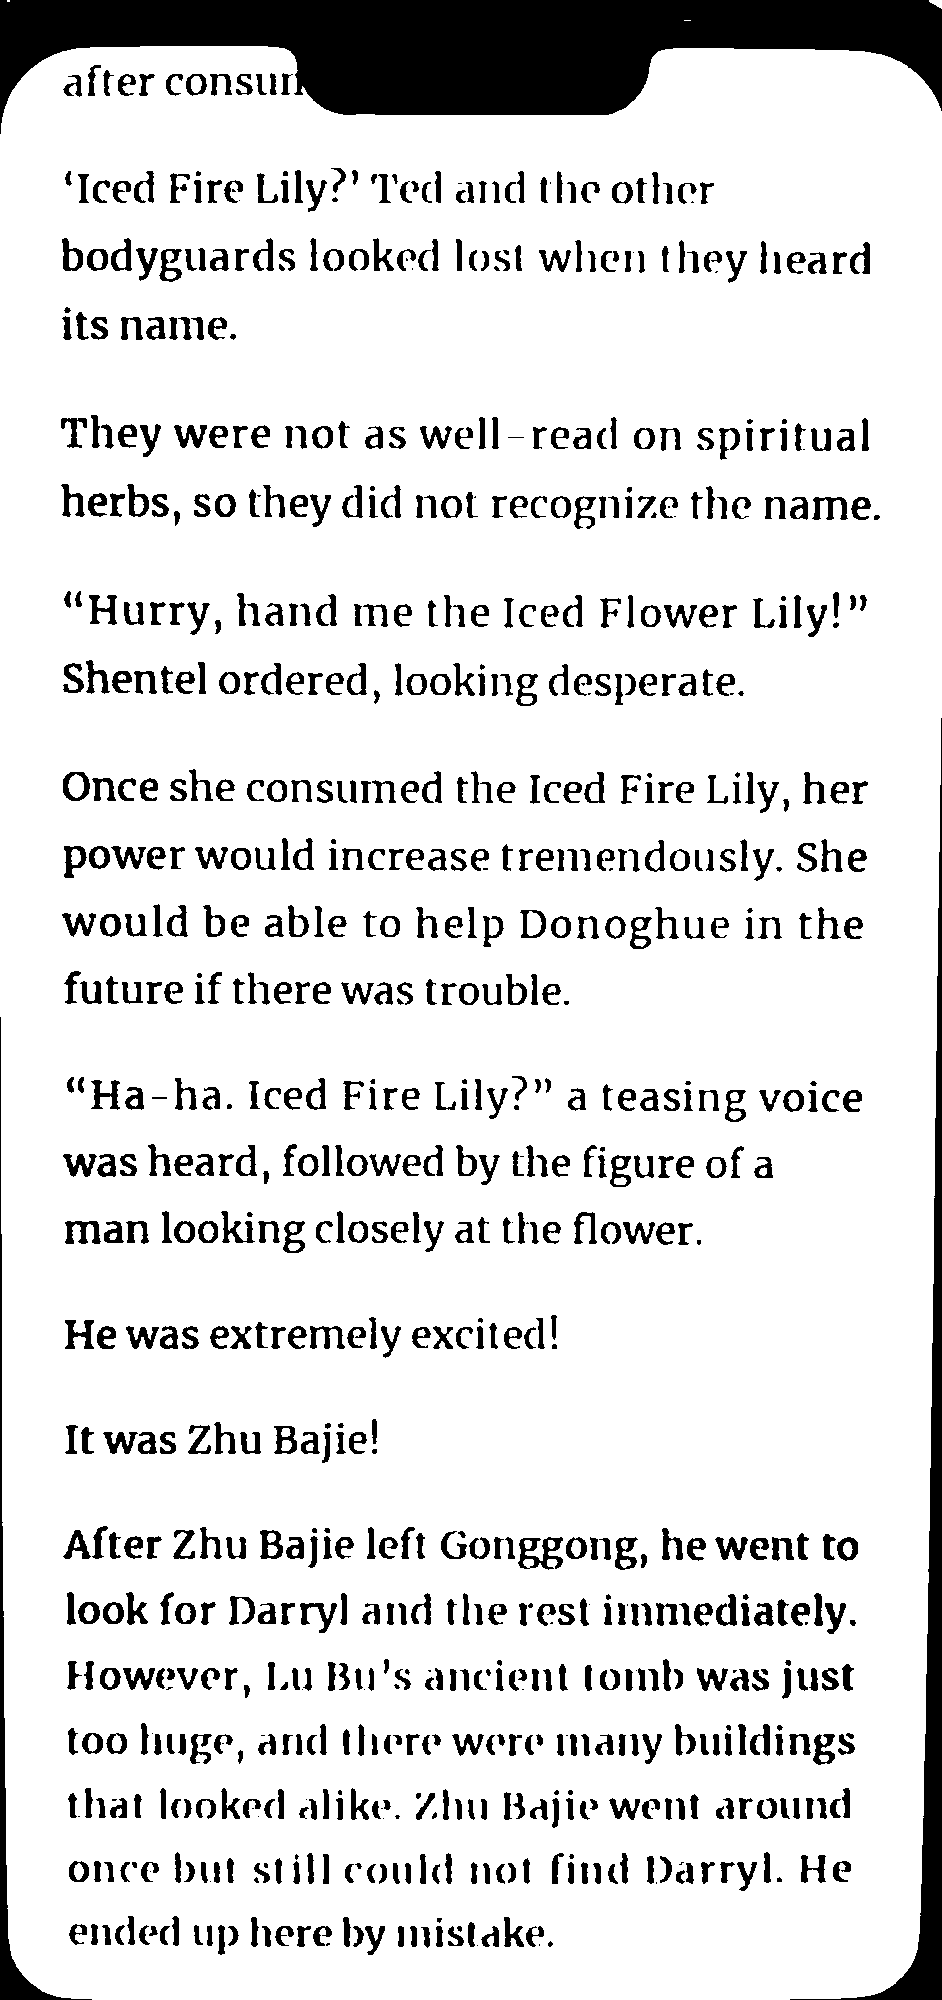 after
‘Iced Fire Lily?’ Ted and the other
bodyguards looked lost when they heard
its name.
They were not as well-read on spiritual
herbs, so they did not recognize the name.
“Hurry, hand me the Iced Flower Lily!”
Shentel ordered, looking desperate.
Once she consumed the Iced Fire Lily, her
power would increase tremendously. She
would be able to help Donoghue in the
future if there was trouble.
“Ha-ha. Iced Fire Lily?” a teasing voice
was heard, followed by the figure of a
man looking closely at the flower.
He was extremely excited!
It was Zhu Bajie!
After Zhu Bajie left Gonggong, he went to
look for Darryl and the rest immediately.
However, Lu Bu's ancient tomb was just
too huge, and there were many buildings
that looked alike. Zhu Bajie went around
once but still could not find Darryl. He
ended up here by mistake.